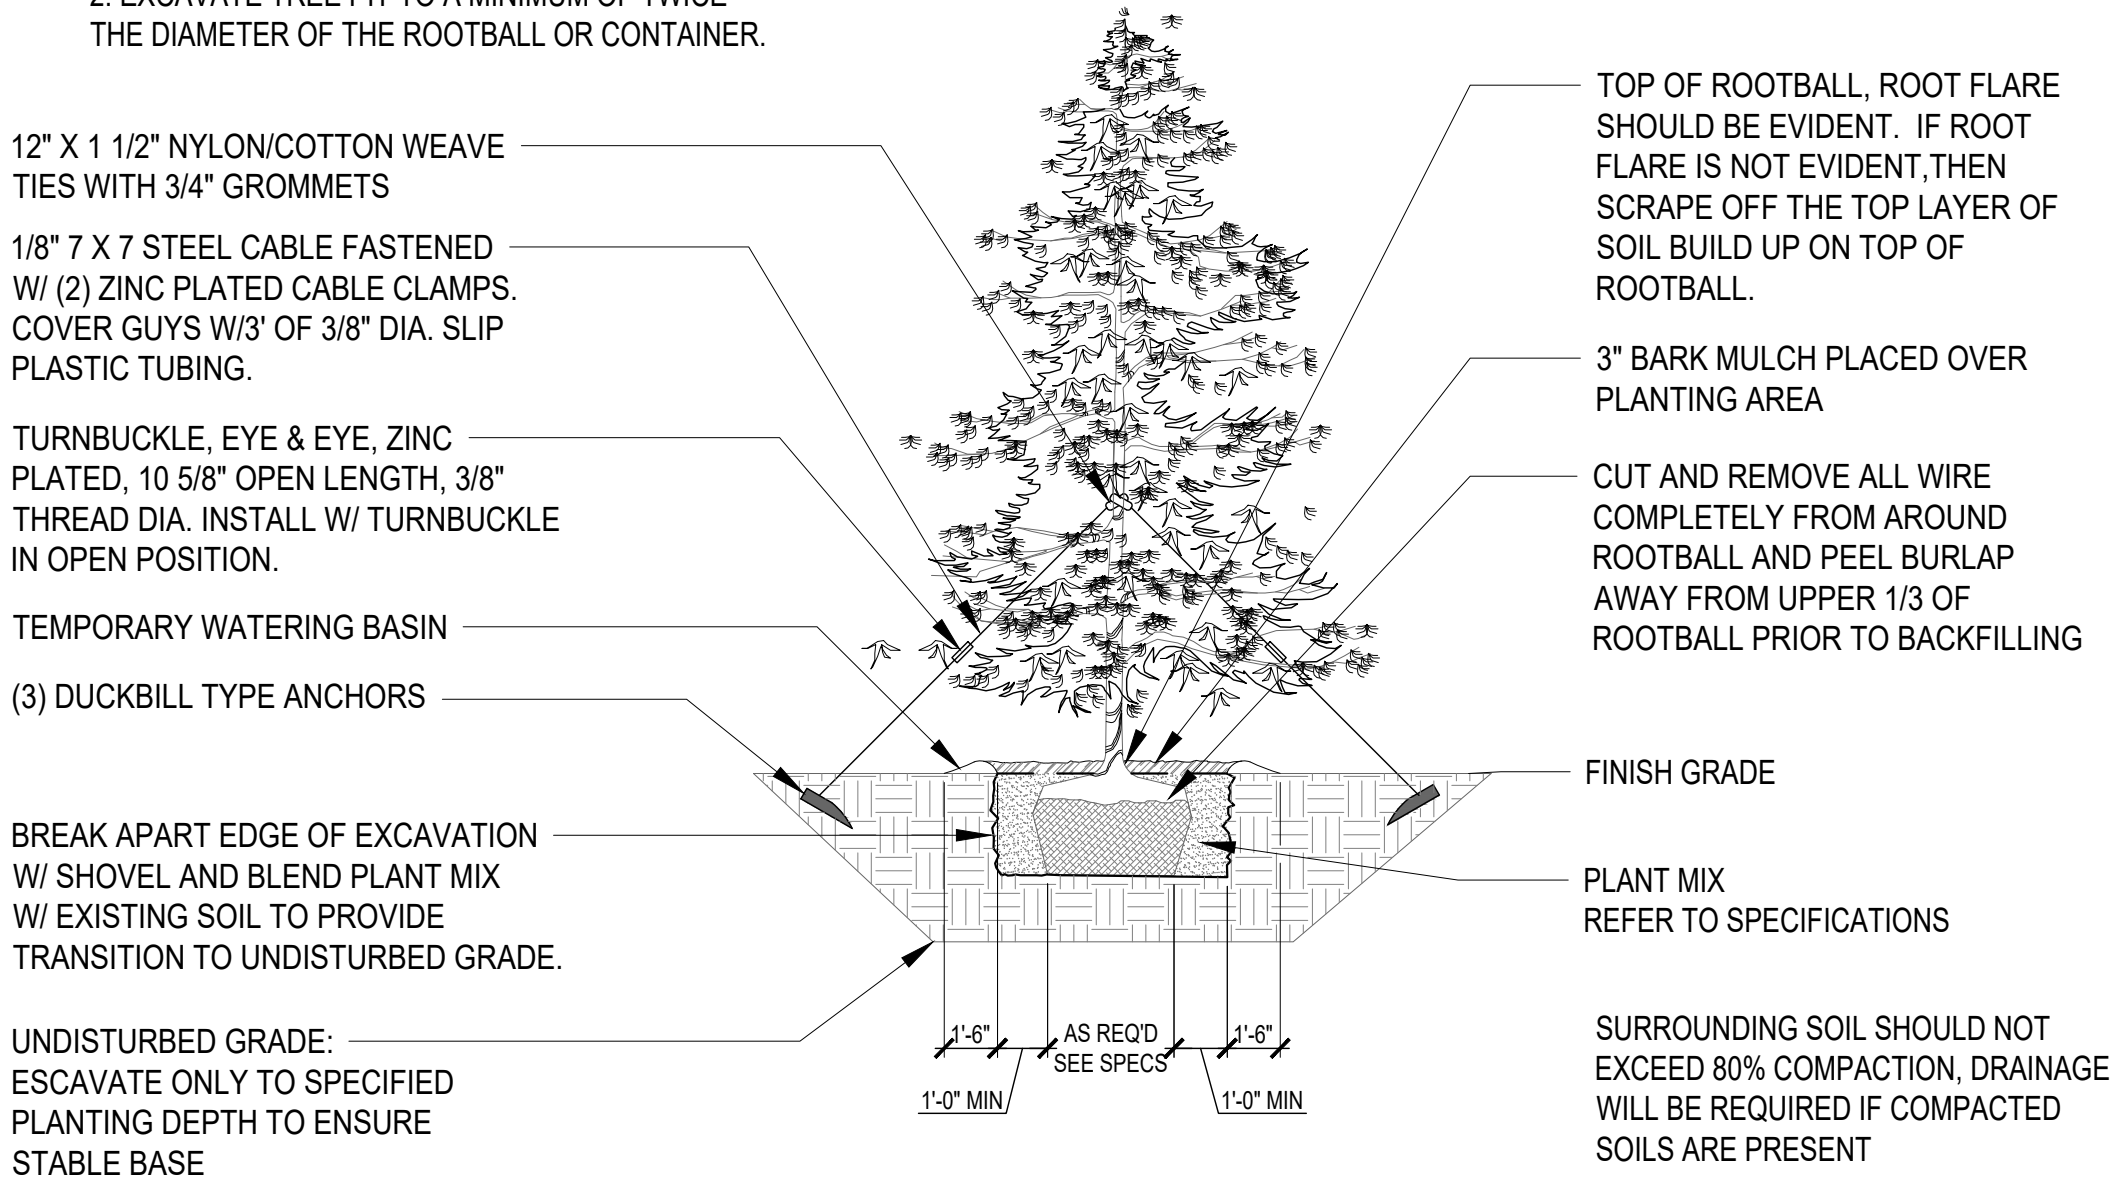 2. EXCAVATE TREE PIT TO A MINIMUM OF TWICE
THE DIAMETER OF THE ROOTBALL OR CONTAINER.
12" X 1 1/2" NYLON/COTTON WEAVE
TIES WITH 3/4" GROMMETS
1/8" 7 X 7 STEEL CABLE FASTENED
W/ (2) ZINC PLATED CABLE CLAMPS.
COVER GUYS W/3' OF 3/8" DIA. SLIP
PLASTIC TUBING.
TURNBUCKLE, EYE & EYE, ZINC
PLATED, 10 5/8" OPEN LENGTH, 3/8"
THREAD DIA. INSTALL W/ TURNBUCKLE
IN OPEN POSITION.
TEMPORARY WATERING BASIN
(3) DUCKBILL TYPE ANCHORS
BREAK APART EDGE OF EXCAVATION
W/ SHOVEL AND BLEND PLANT MIX
W/ EXISTING SOIL TO PROVIDE
TRANSITION TO UNDISTURBED GRADE.
UNDISTURBED GRADE:
ESCAVATE ONLY TO SPECIFIED
PLANTING DEPTH TO ENSURE
STABLE BASE
1'-6"
AS REQ'D
SEE SPECS
1'-6"
1'-0" MIN
1'-0" MIN
TOP OF ROOTBALL, ROOT FLARE
SHOULD BE EVIDENT. IF ROOT
FLARE IS NOT EVIDENT,THEN
SCRAPE OFF THE TOP LAYER OF
SOIL BUILD UP ON TOP OF
ROOTBALL.
3" BARK MULCH PLACED OVER
PLANTING AREA
CUT AND REMOVE ALL WIRE
COMPLETELY FROM AROUND
ROOTBALL AND PEEL BURLAP
AWAY FROM UPPER 1/3 OF
ROOTBALL PRIOR TO BACKFILLING
FINISH GRADE
PLANT MIX
REFER TO SPECIFICATIONS
SURROUNDING SOIL SHOULD NOT
EXCEED 80% COMPACTION, DRAINAGE
WILL BE REQUIRED IF COMPACTED
SOILS ARE PRESENT